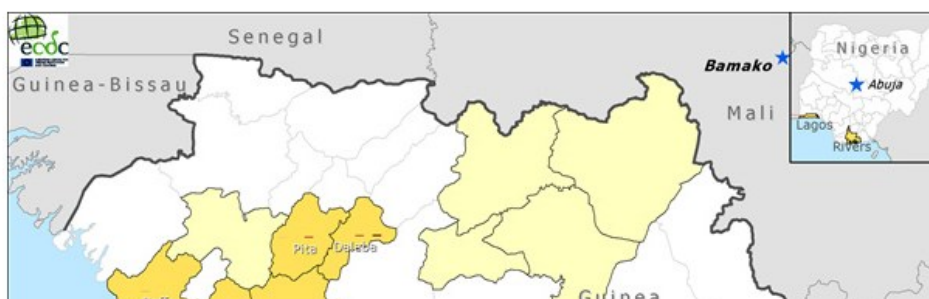 ecdc
Senegal
Guinea-Bissau
Bamako
Mali
Nigeria
Abuja
Lagos
Rivers
Pita
Dalaba
Guinea